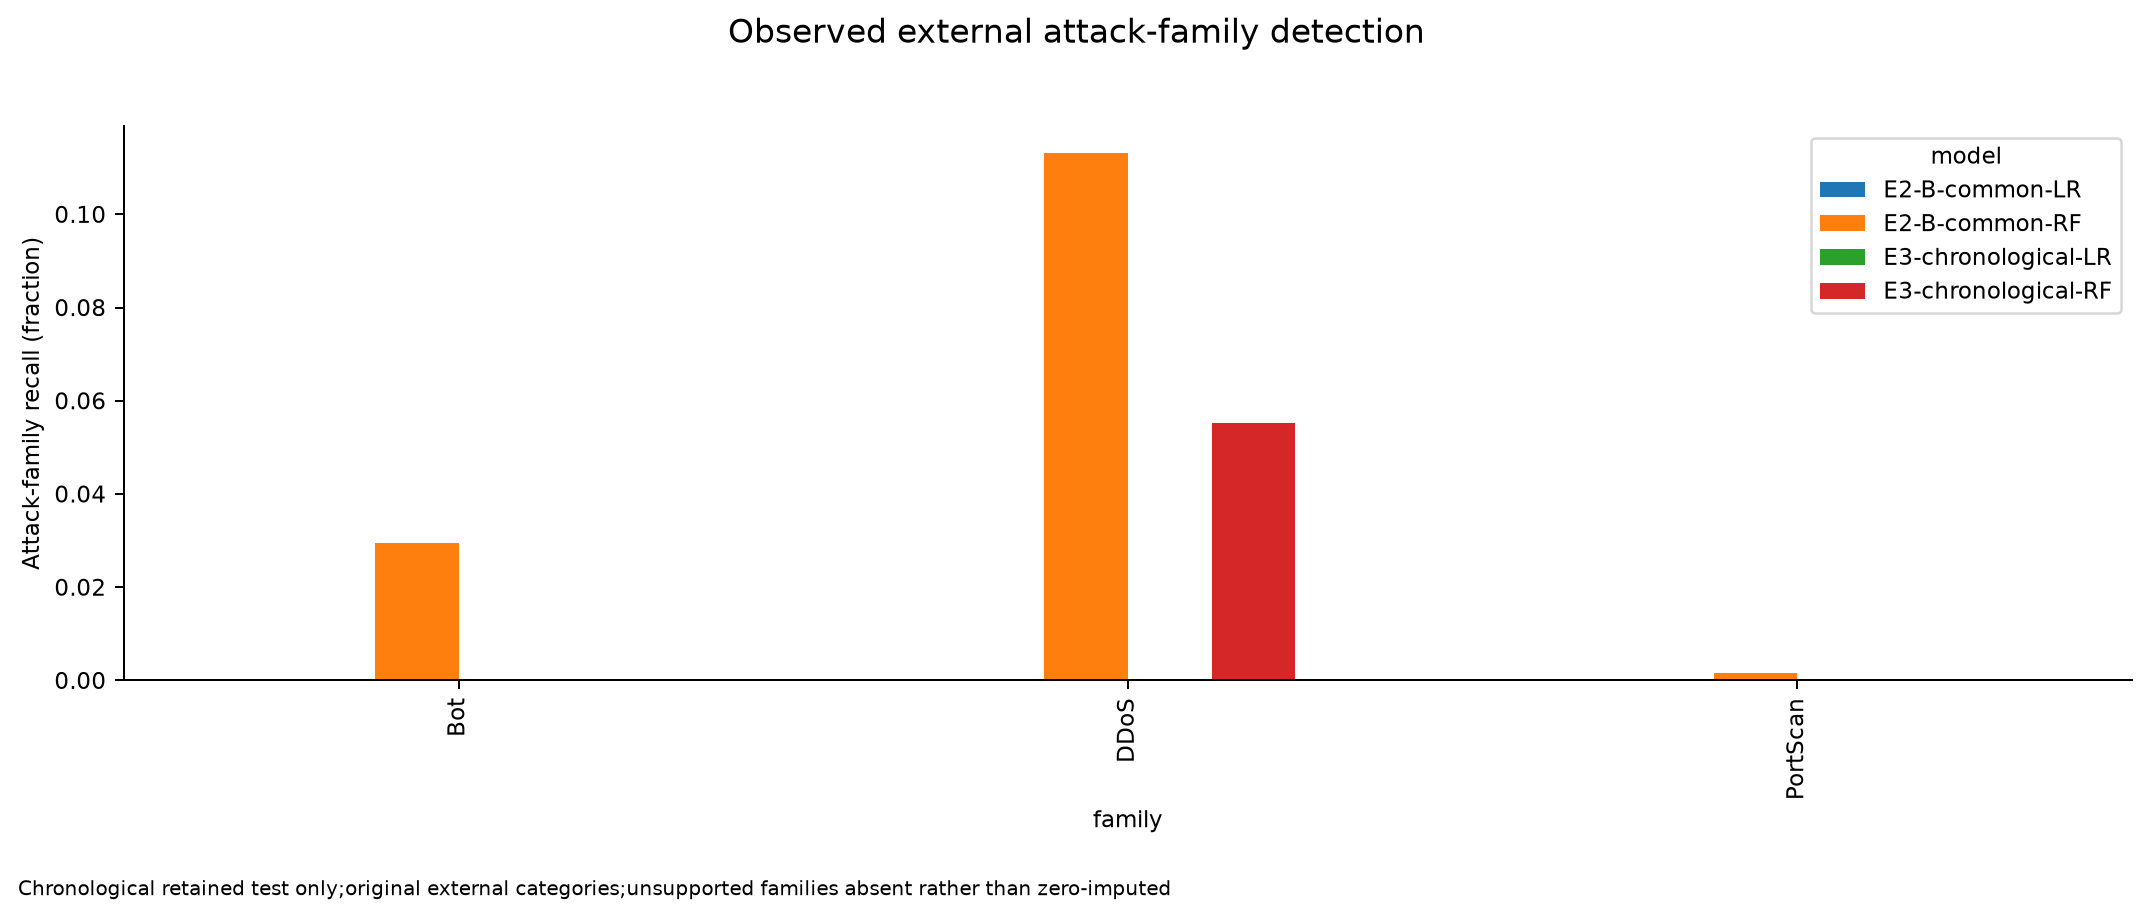 Observed external attack-family detection
model
E2-B-common-LR
E2-B-common-RF
E3-chronological-LR
E3-chronological-RF
Attack-family recall (fraction)
0.10
0.08
0.06
0.04
0.02
0.00
Bot
DDoS
PortScan
family
Chronological retained test only;original external categories;unsupported families absent rather than zero-imputed